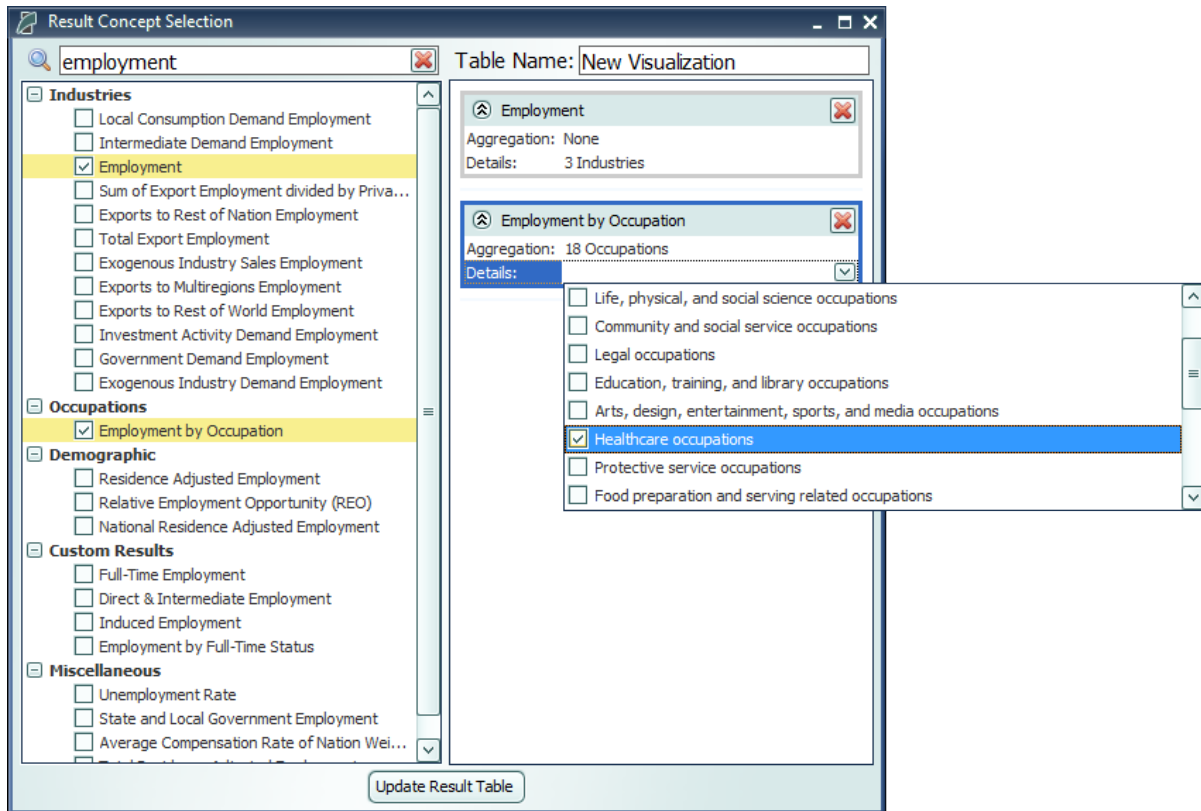 Result Concept Selection
employment
Table Name: New Visualization
Industries
Local Consumption Demand Employment
Intermediate Demand Employment
Employment
Sum of Export Employment divided by Priva...
Exports to Rest of Nation Employment
Total Export Employment
Exogenous Industry Sales Employment
Exports to Multiregions Employment
Exports to Rest of World Employment
Investment Activity Demand Employment
Government Demand Employment
Exogenous Industry Demand Employment
Occupations
Employment by Occupation
Demographic
Residence Adjusted Employment
Relative Employment Opportunity (REO)
National Residence Adjusted Employment
Custom Results
Full-Time Employment
Direct & Intermediate Employment
Induced Employment
Employment by Full-Time Status
Miscellaneous
Unemployment Rate
State and Local Government Employment
Average Compensation Rate of Nation Wei...
Employment
Aggregation: None
Details: 3 Industries
Employment by Occupation
Aggregation: 18 Occupations
Details:
Life, physical, and social science occupations
Community and social service occupations
Legal occupations
Education, training, and library occupations
Arts, design, entertainment, sports, and media occupations
Healthcare occupations
Protective service occupations
Food preparation and serving related occupations
Update Result Table